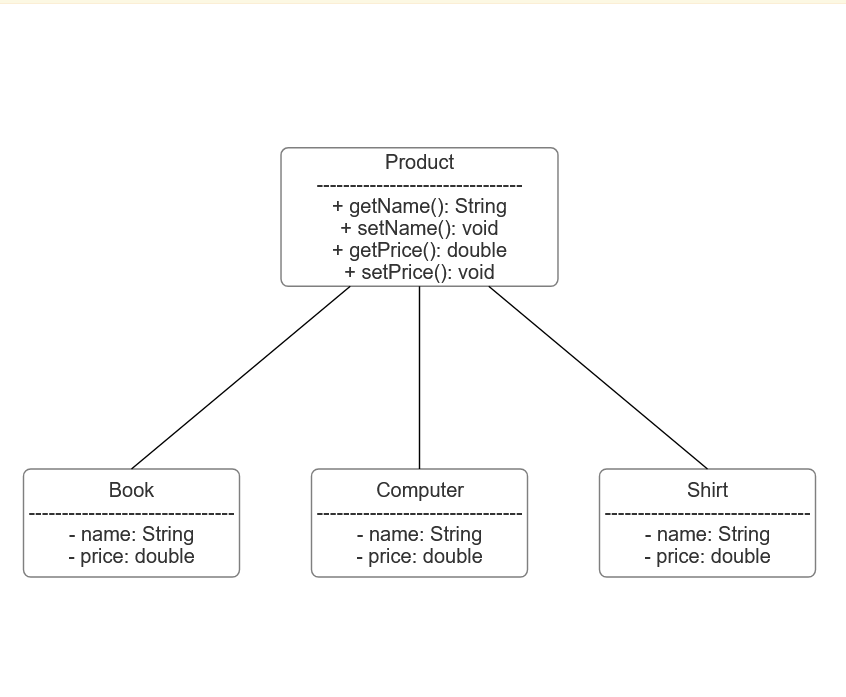 Product
--------------------------------
+ getName(): String
+ setName(): void
+ getPrice(): double
+ setPrice(): void
Book
--------------------------------
- name: String
- price: double
Computer
--------------------------------
- name: String
- price: double
Shirt
--------------------------------
- name: String
- price: double